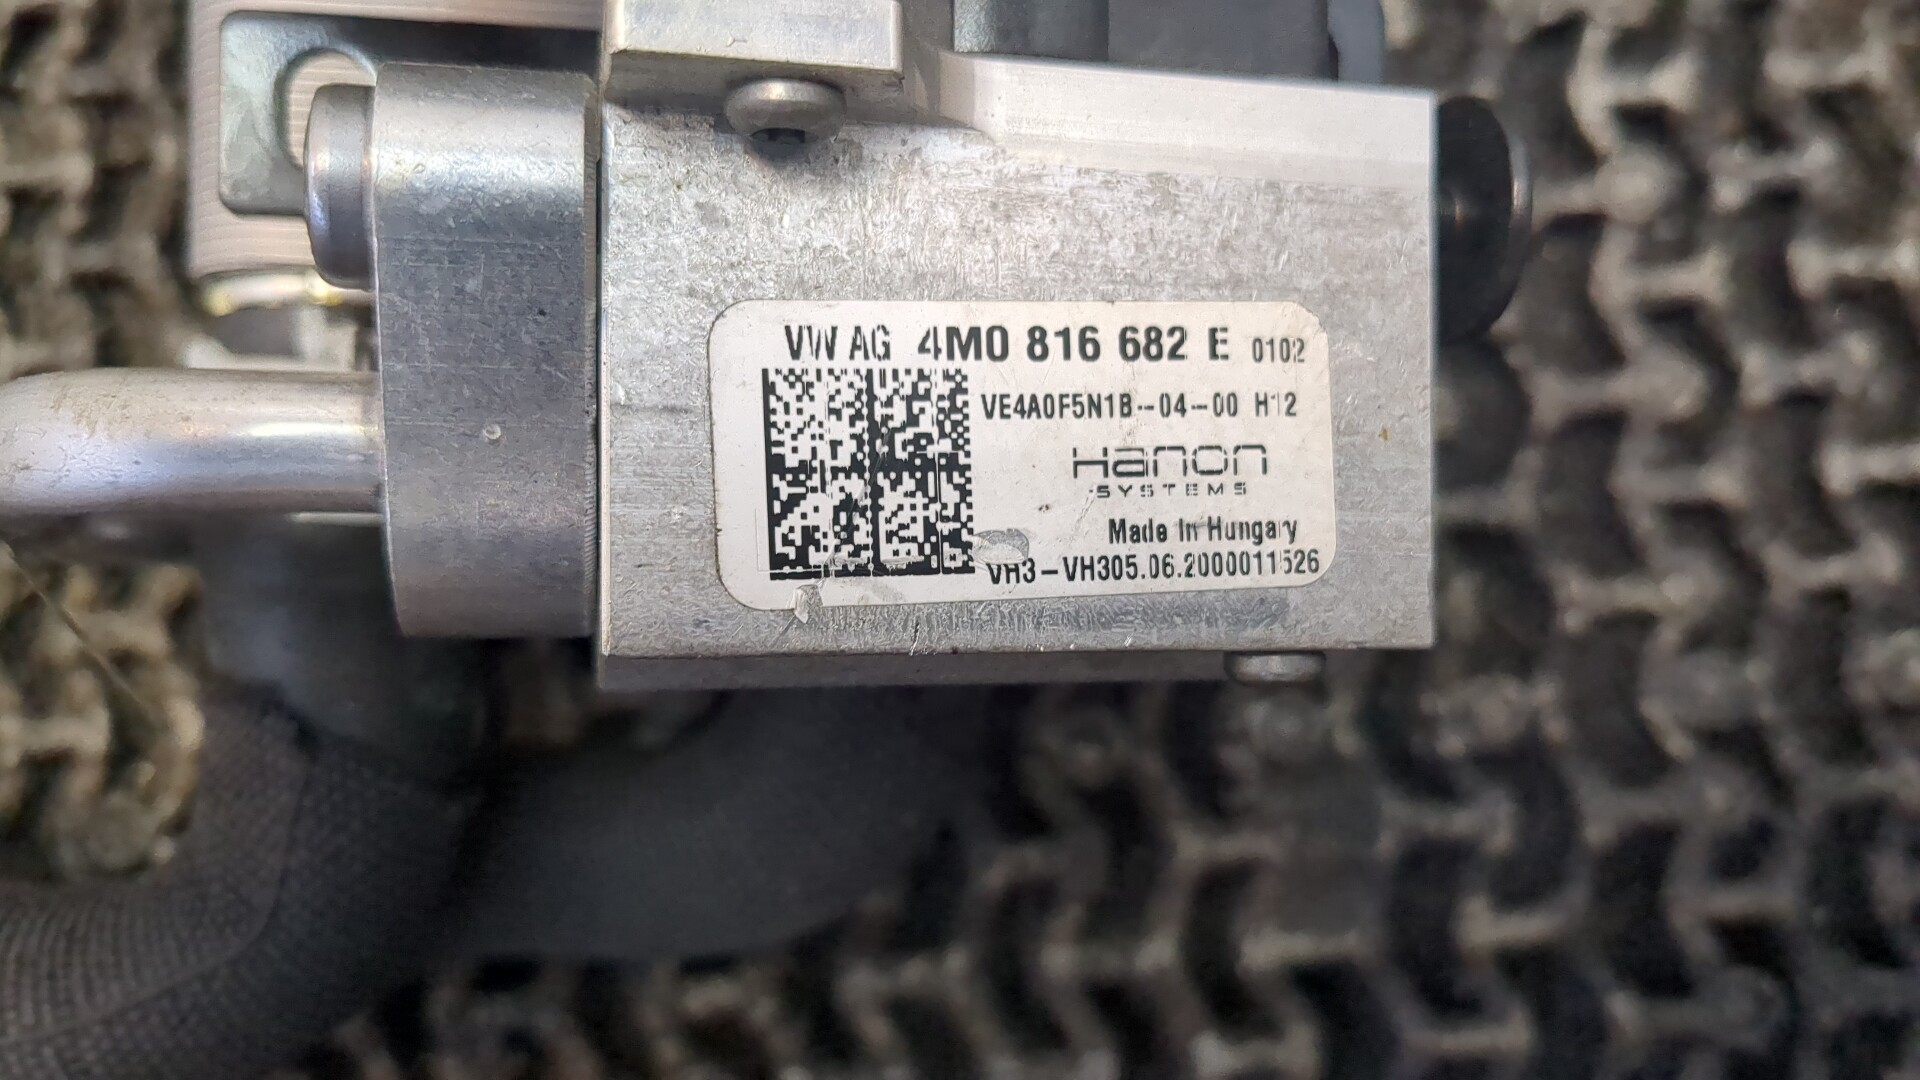 VW AG 4M0 816 682 E 0102
VE4A0F5N1B-04-00 H12
Hanon
SYSTEMS
Made In Hungary
VH3-VH305.06.2000011526